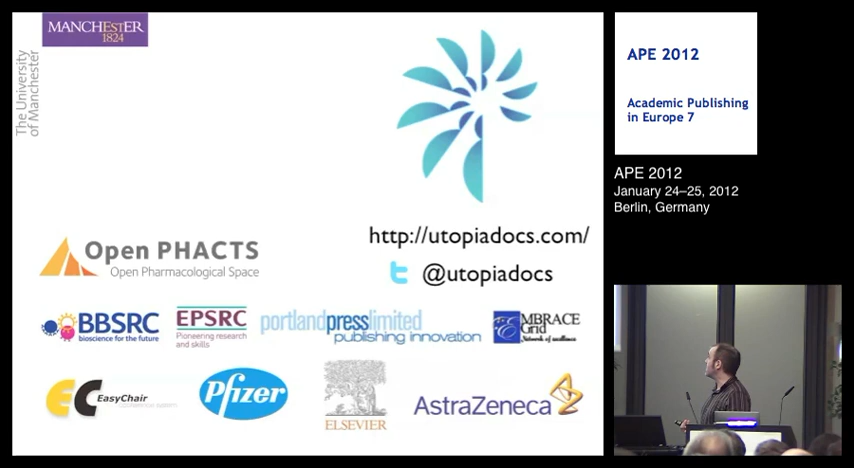 MANCHESTER
1824
The University
of Manchester
http://utopiadocs.com/
@utopiadocs
Open PHACTS
Open Pharmacological Space
BBSRC
bioscience for the future
EPSRC
Pioneering research
and skills
portlandpresslimited
publishing innovation
EMBRACE
Grid
Network of excellence
EC EasyChair
Pfizer
ELSEVIER
AstraZeneca
APE 2012
Academic Publishing
in Europe 7
APE 2012
January 24–25, 2012
Berlin, Germany